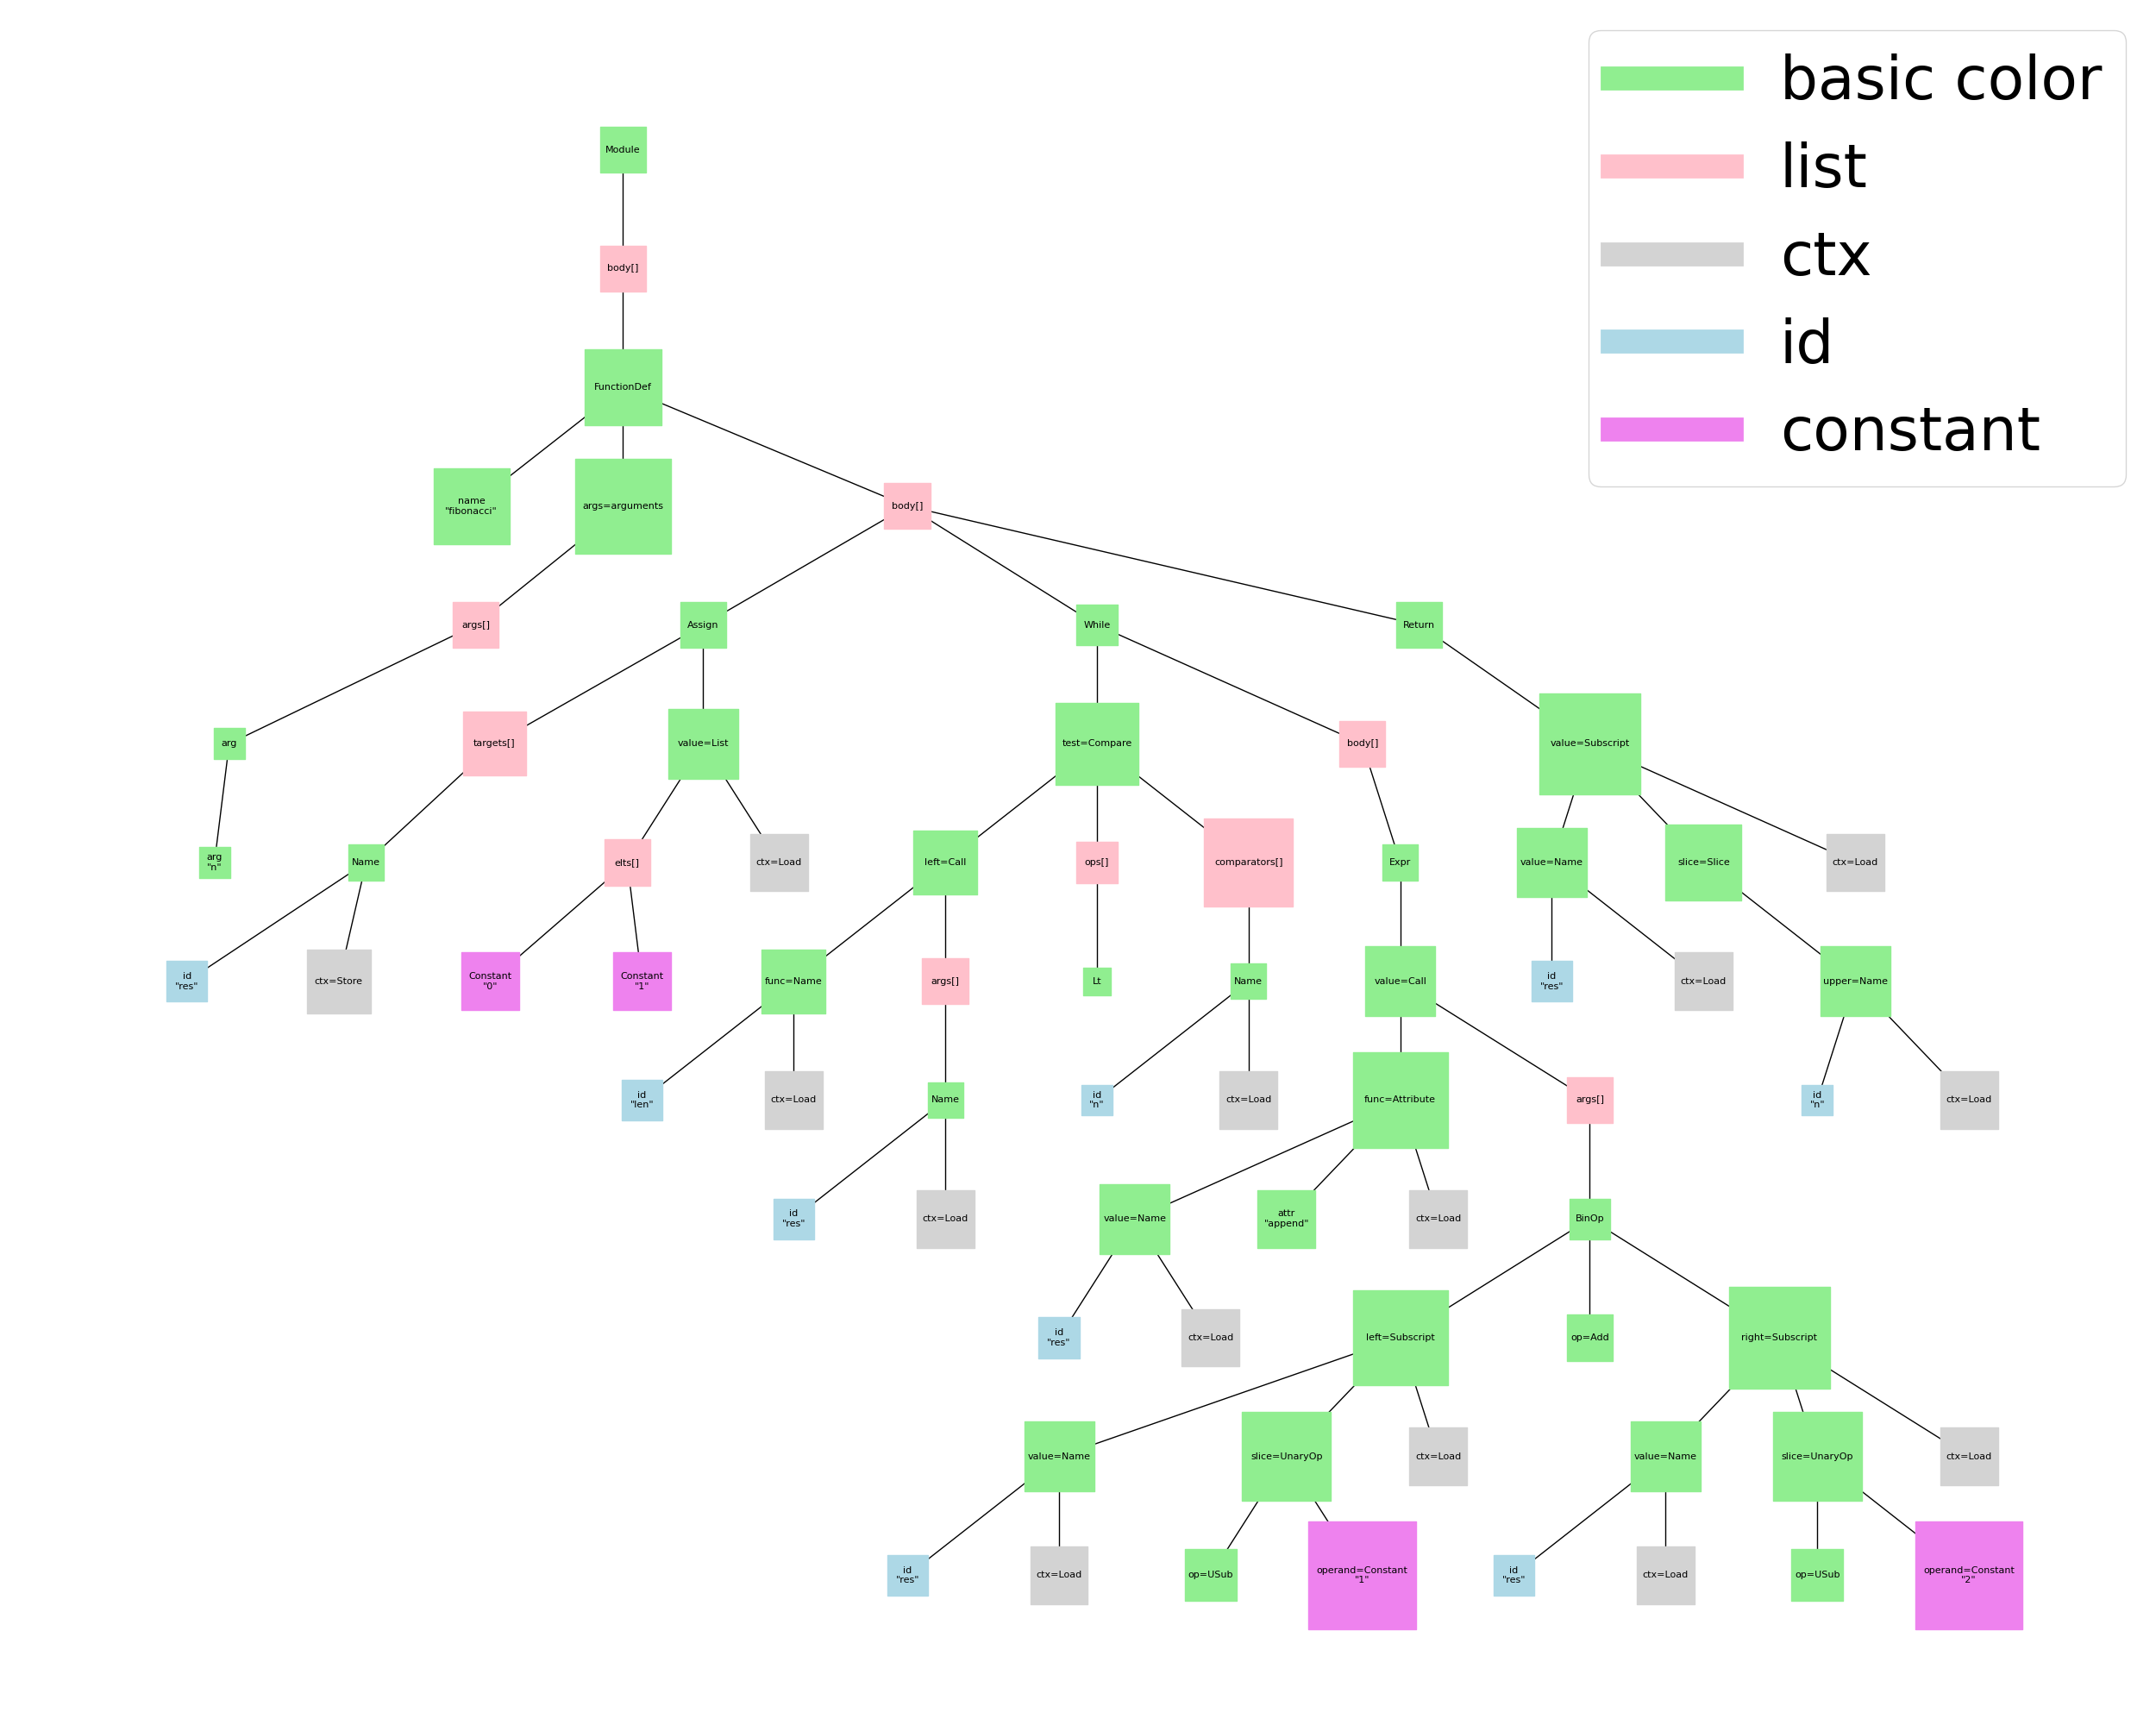 basic color
list
ctx
id
constant
Module
body[]
FunctionDef
name
"fibonacci"
args=arguments
body[]
args[]
Assign
While
Return
arg
targets[]
value=List
test=Compare
body[]
value=Subscript
arg
"n"
Name
elts[]
ctx=Load
left=Call
ops[]
comparators[]
Expr
value=Name
slice=Slice
ctx=Load
id
"res"
ctx=Store
Constant
"0"
Constant
"1"
func=Name
args[]
Lt
Name
value=Call
id
"res"
ctx=Load
upper=Name
id
"len"
ctx=Load
Name
id
"n"
ctx=Load
func=Attribute
args[]
id
"n"
ctx=Load
id
"res"
ctx=Load
value=Name
attr
"append"
ctx=Load
BinOp
id
"res"
ctx=Load
left=Subscript
op=Add
right=Subscript
value=Name
slice=UnaryOp
ctx=Load
value=Name
slice=UnaryOp
ctx=Load
id
"res"
ctx=Load
op=USub
operand=Constant
"1"
id
"res"
ctx=Load
op=USub
operand=Constant
"2"